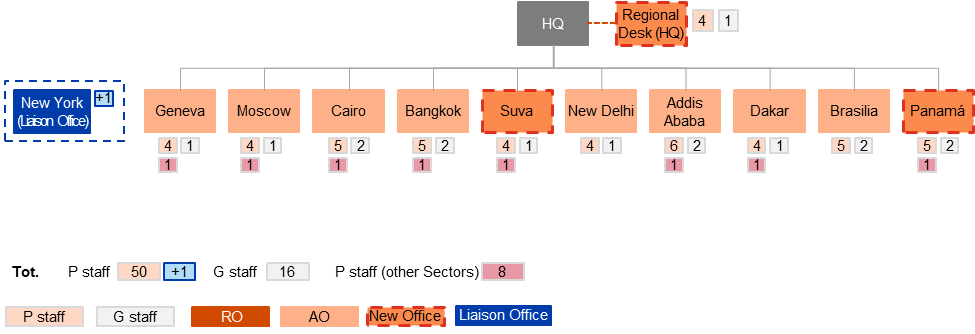 HQ
Regional
Desk (HQ)
4 1
New York
(Liaison Office)
+1
Geneva Moscow Cairo Bangkok Suva New Delhi Addis
Ababa Dakar Brasilia Panamá
4 1 4 1 5 2 5 2 4 1 4 1 6 2 4 1 5 2 5 2
1 1 1 1 1 1 1 1
Tot. P staff 50 +1 G staff 16 P staff (other Sectors) 8
P staff G staff RO AO New Office Liaison Office